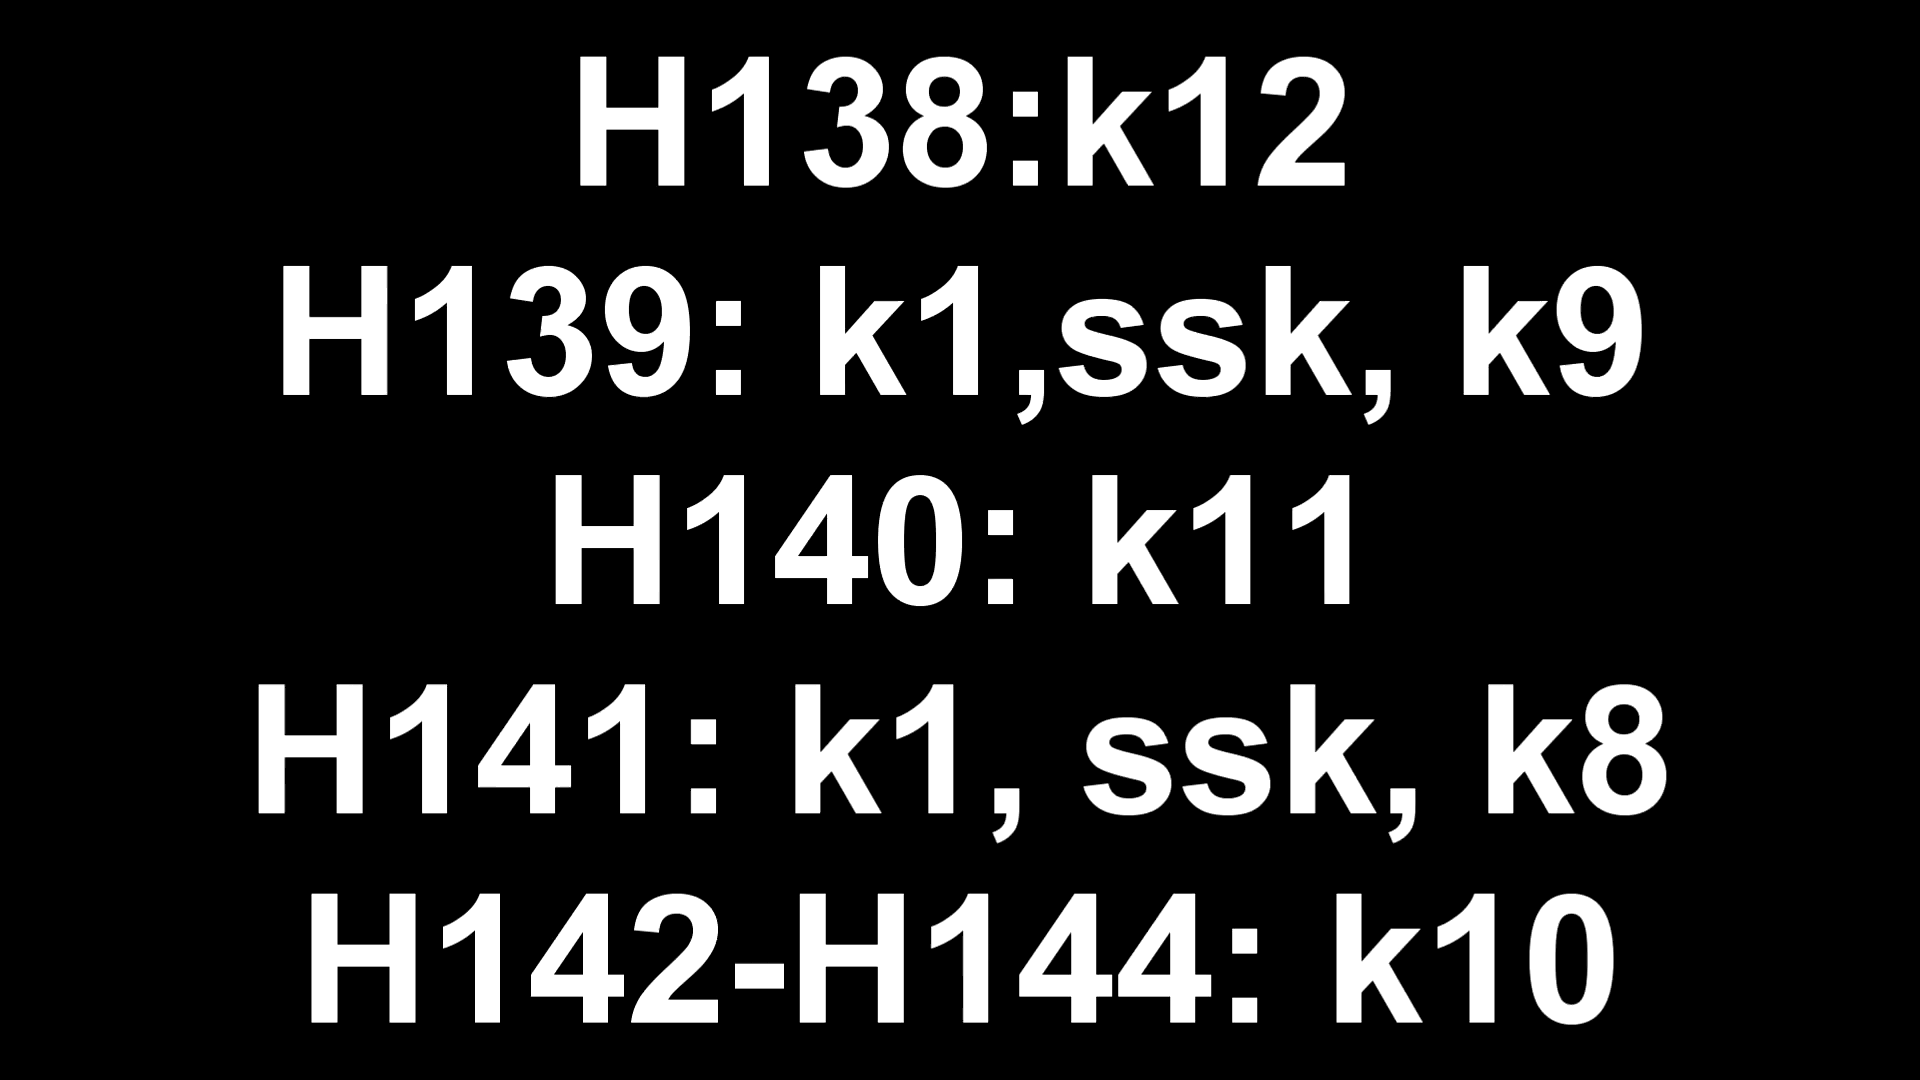 H138:k12
H139: k1,ssk, k9
H140: k11
H141: k1, ssk, k8
H142-H144: k10